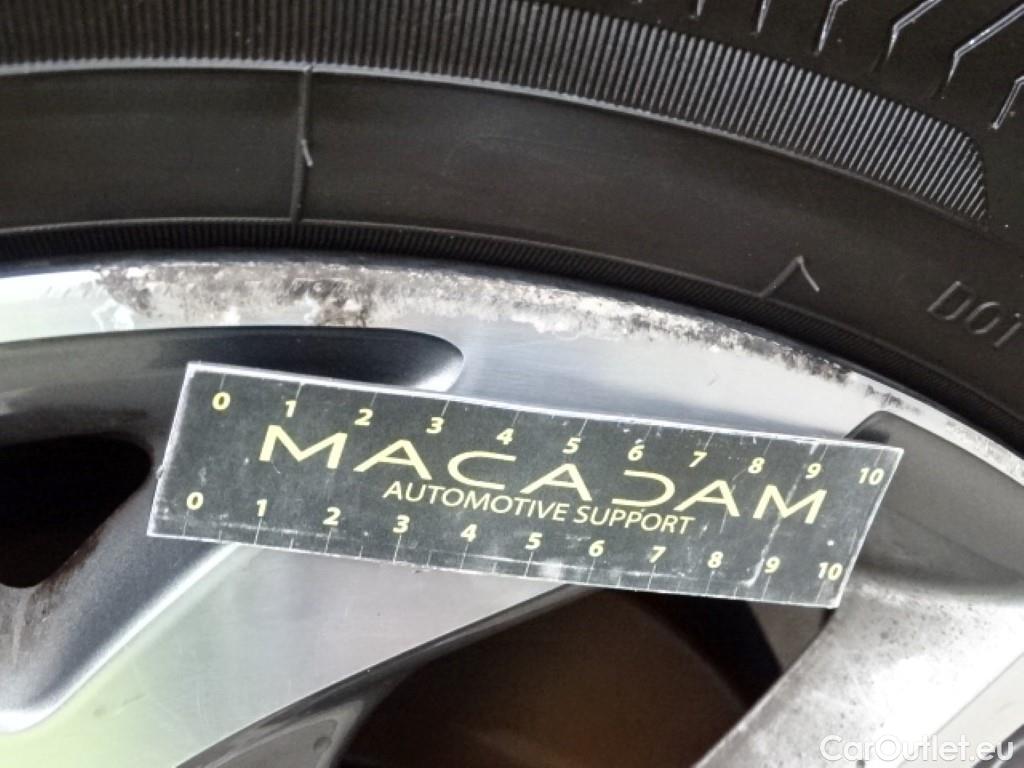 DOT
0 1 2 3 4 5 6 7 8 9 10
MACADAM
AUTOMOTIVE SUPPORT
0 1 2 3 4 5 6 7 8 9 10
CarOutlet.eu